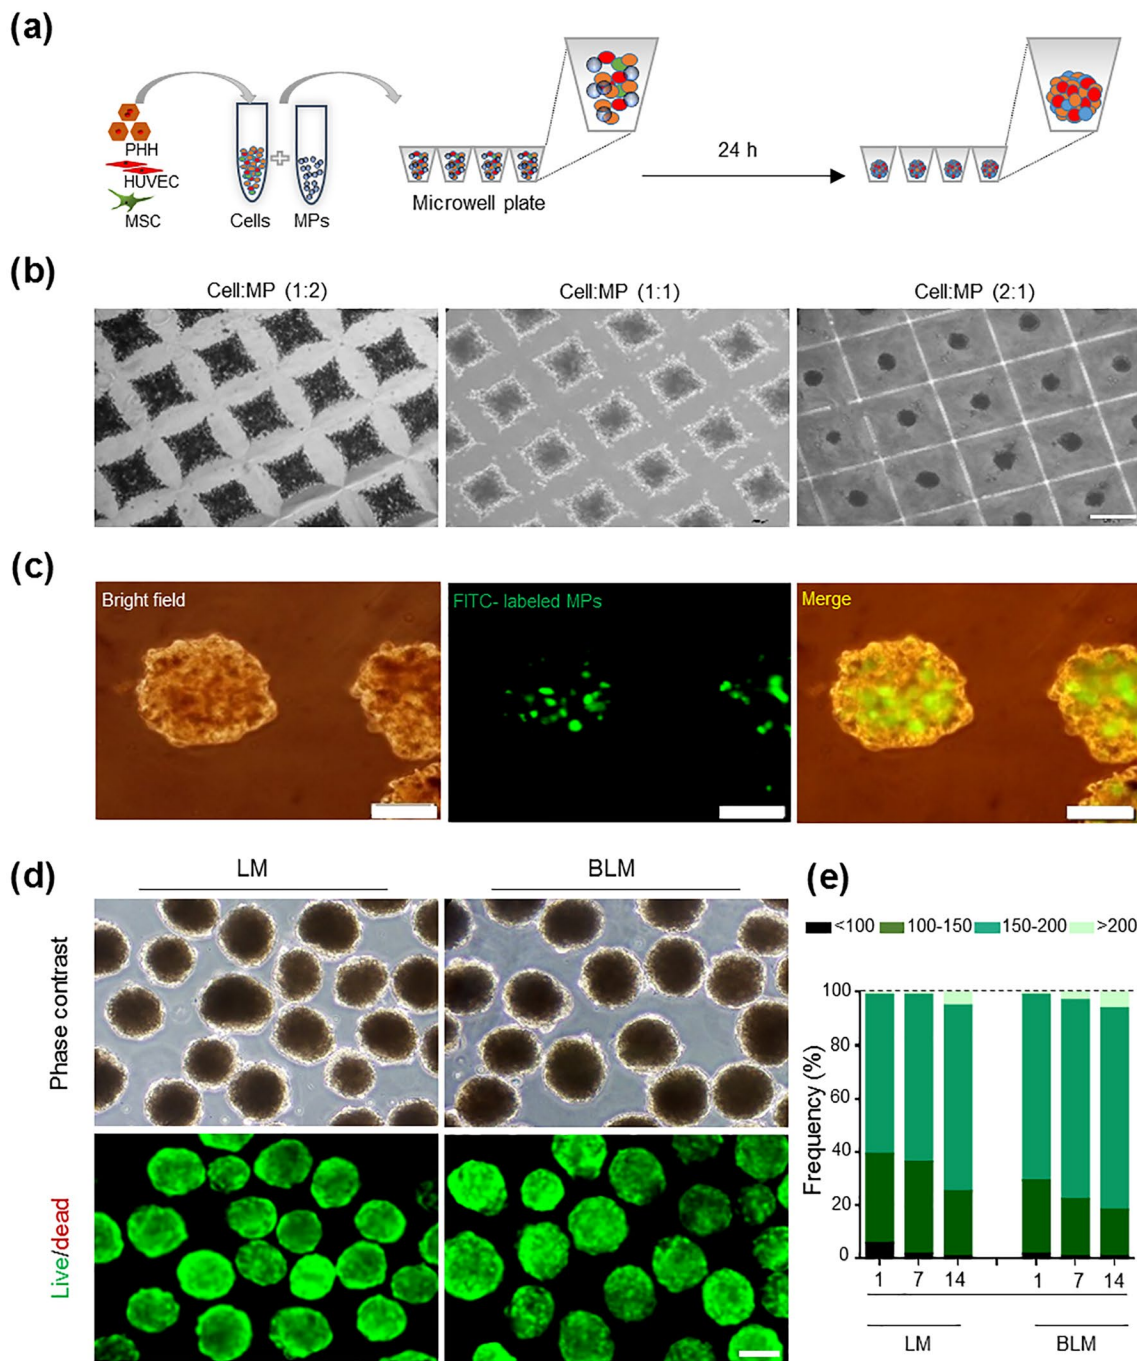 (a)
PHH
HUVEC
MSC
Cells
MPs
Microwell plate
24 h
(b)
Cell:MP (1:2)
Cell:MP (1:1)
Cell:MP (2:1)
(c)
Bright field
FITC- labeled MPs
Merge
(d)
LM
BLM
Phase contrast
Live/dead
(e)
<100 100-150 150-200 >200
Frequency (%)
100
80
60
40
20
0
1 7 14 1 7 14
LM BLM